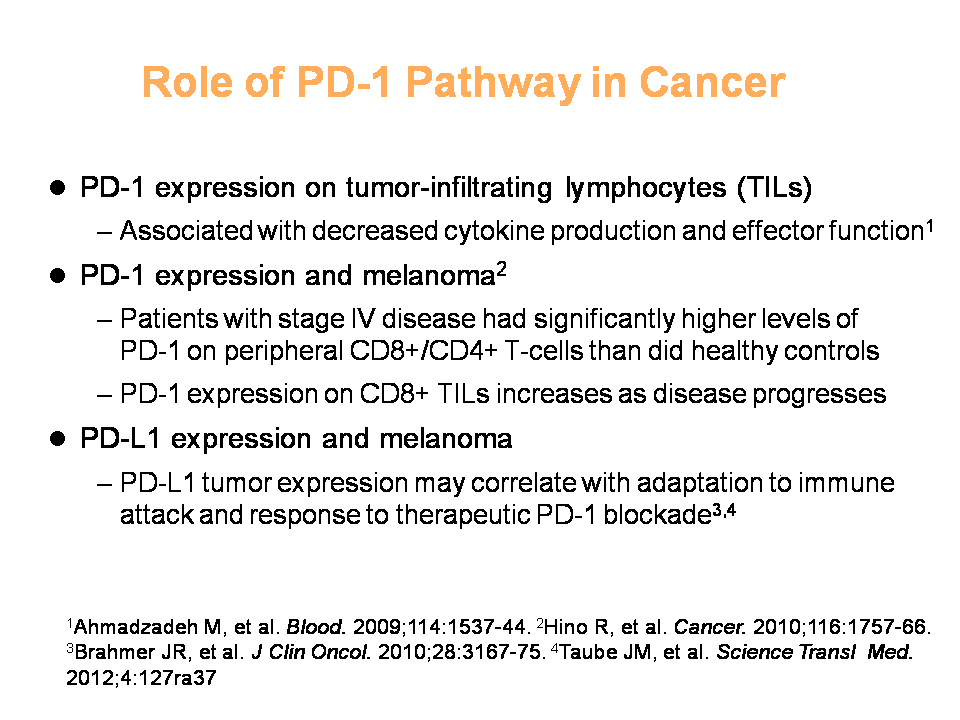 Role of PD-1 Pathway in Cancer
● PD-1 expression on tumor-infiltrating lymphocytes (TILs)
– Associated with decreased cytokine production and effector function¹
● PD-1 expression and melanoma²
– Patients with stage IV disease had significantly higher levels of
PD-1 on peripheral CD8+/CD4+ T-cells than did healthy controls
– PD-1 expression on CD8+ TILs increases as disease progresses
● PD-L1 expression and melanoma
– PD-L1 tumor expression may correlate with adaptation to immune
attack and response to therapeutic PD-1 blockade³,⁴
¹Ahmadzadeh M, et al. Blood. 2009;114:1537-44. ²Hino R, et al. Cancer. 2010;116:1757-66.
³Brahmer JR, et al. J Clin Oncol. 2010;28:3167-75. ⁴Taube JM, et al. Science Transl Med.
2012;4:127ra37